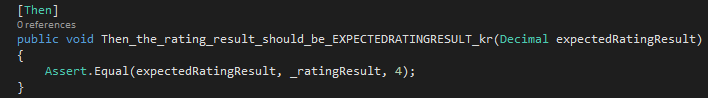 [Then]
0 references
public void Then_the_rating_result_should_be_EXPECTEDRATINGRESULT_kr(Decimal expectedRatingResult)
{
Assert.Equal(expectedRatingResult, _ratingResult, 4);
}